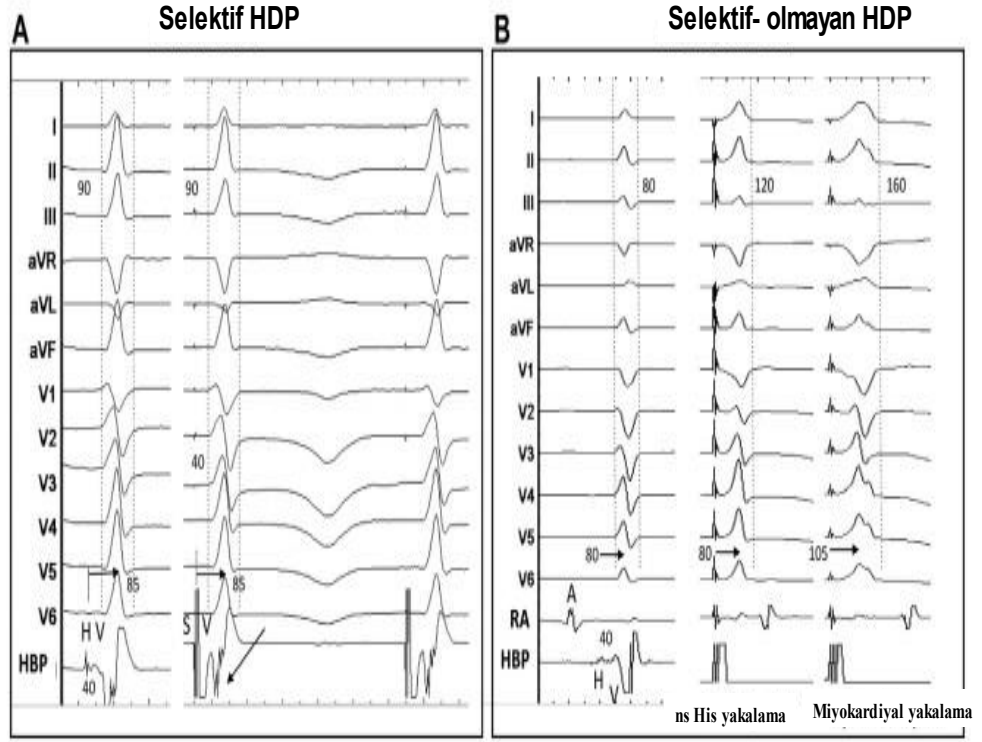 Selektif HDP
A
I
II
90
90
III
aVR
aVL
aVF
V1
V2
40
V3
V4
V5
85
85
V6
H V
S V
HBP
40
Selektif- olmayan HDP
B
I
II
80
120
160
III
aVR
aVL
aVF
V1
V2
V3
V4
V5
80
80
105
V6
A
RA
40
HBP
H
V
ns His yakalama
Miyokardiyal yakalama